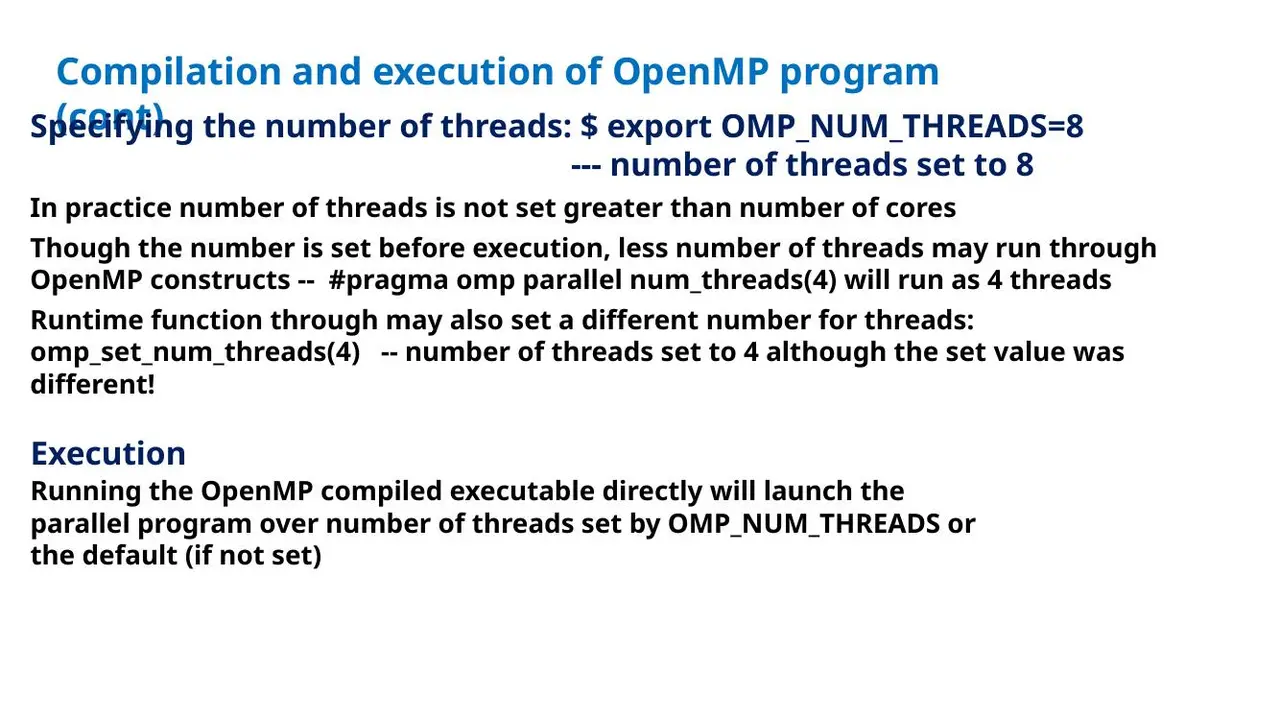 Compilation and execution of OpenMP program
(cont)
Specifying the number of threads: $ export OMP_NUM_THREADS=8
--- number of threads set to 8
In practice number of threads is not set greater than number of cores
Though the number is set before execution, less number of threads may run through
OpenMP constructs -- #pragma omp parallel num_threads(4) will run as 4 threads
Runtime function through may also set a different number for threads:
omp_set_num_threads(4) -- number of threads set to 4 although the set value was
different!
Execution
Running the OpenMP compiled executable directly will launch the
parallel program over number of threads set by OMP_NUM_THREADS or
the default (if not set)